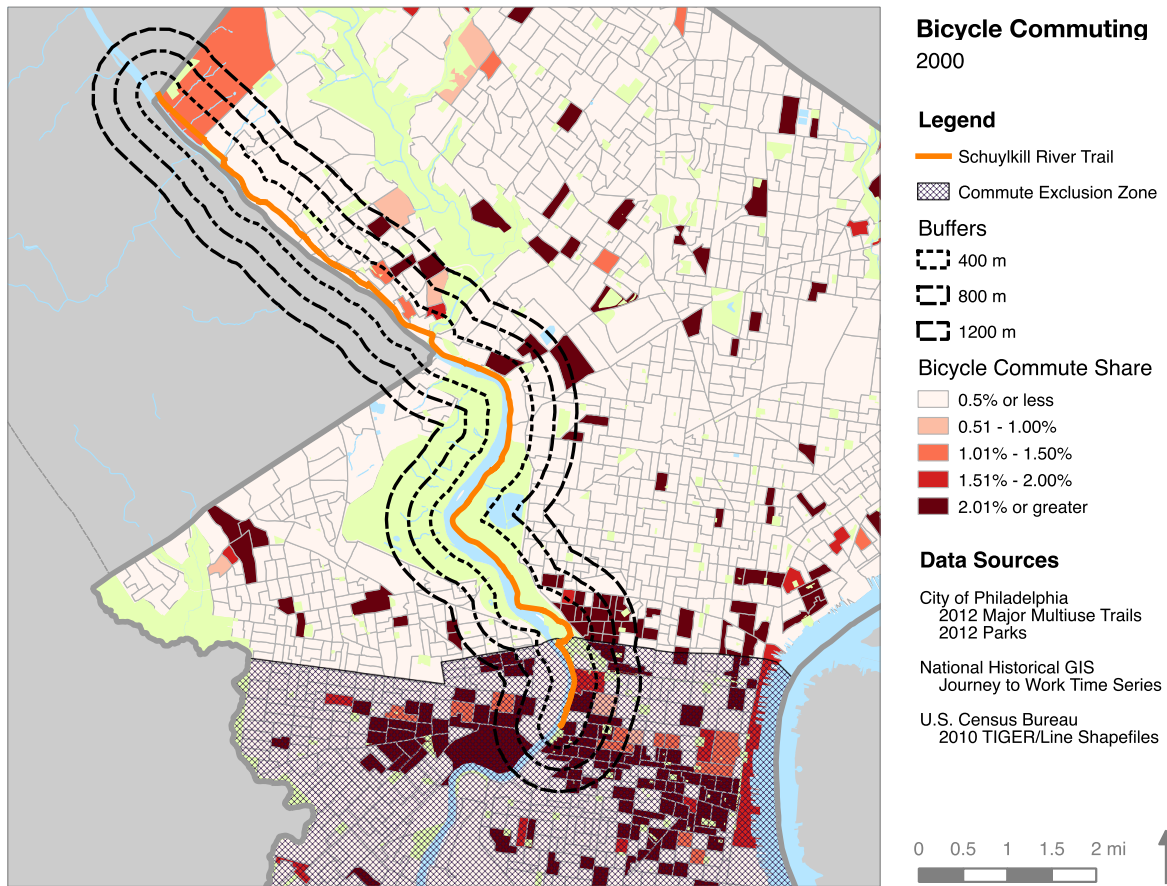 Bicycle Commuting
2000
Legend
Schuylkill River Trail
Commute Exclusion Zone
Buffers
400 m
800 m
1200 m
Bicycle Commute Share
0.5% or less
0.51 - 1.00%
1.01% - 1.50%
1.51% - 2.00%
2.01% or greater
Data Sources
City of Philadelphia
2012 Major Multiuse Trails
2012 Parks
National Historical GIS
Journey to Work Time Series
U.S. Census Bureau
2010 TIGER/Line Shapefiles
0 0.5 1 1.5 2 mi